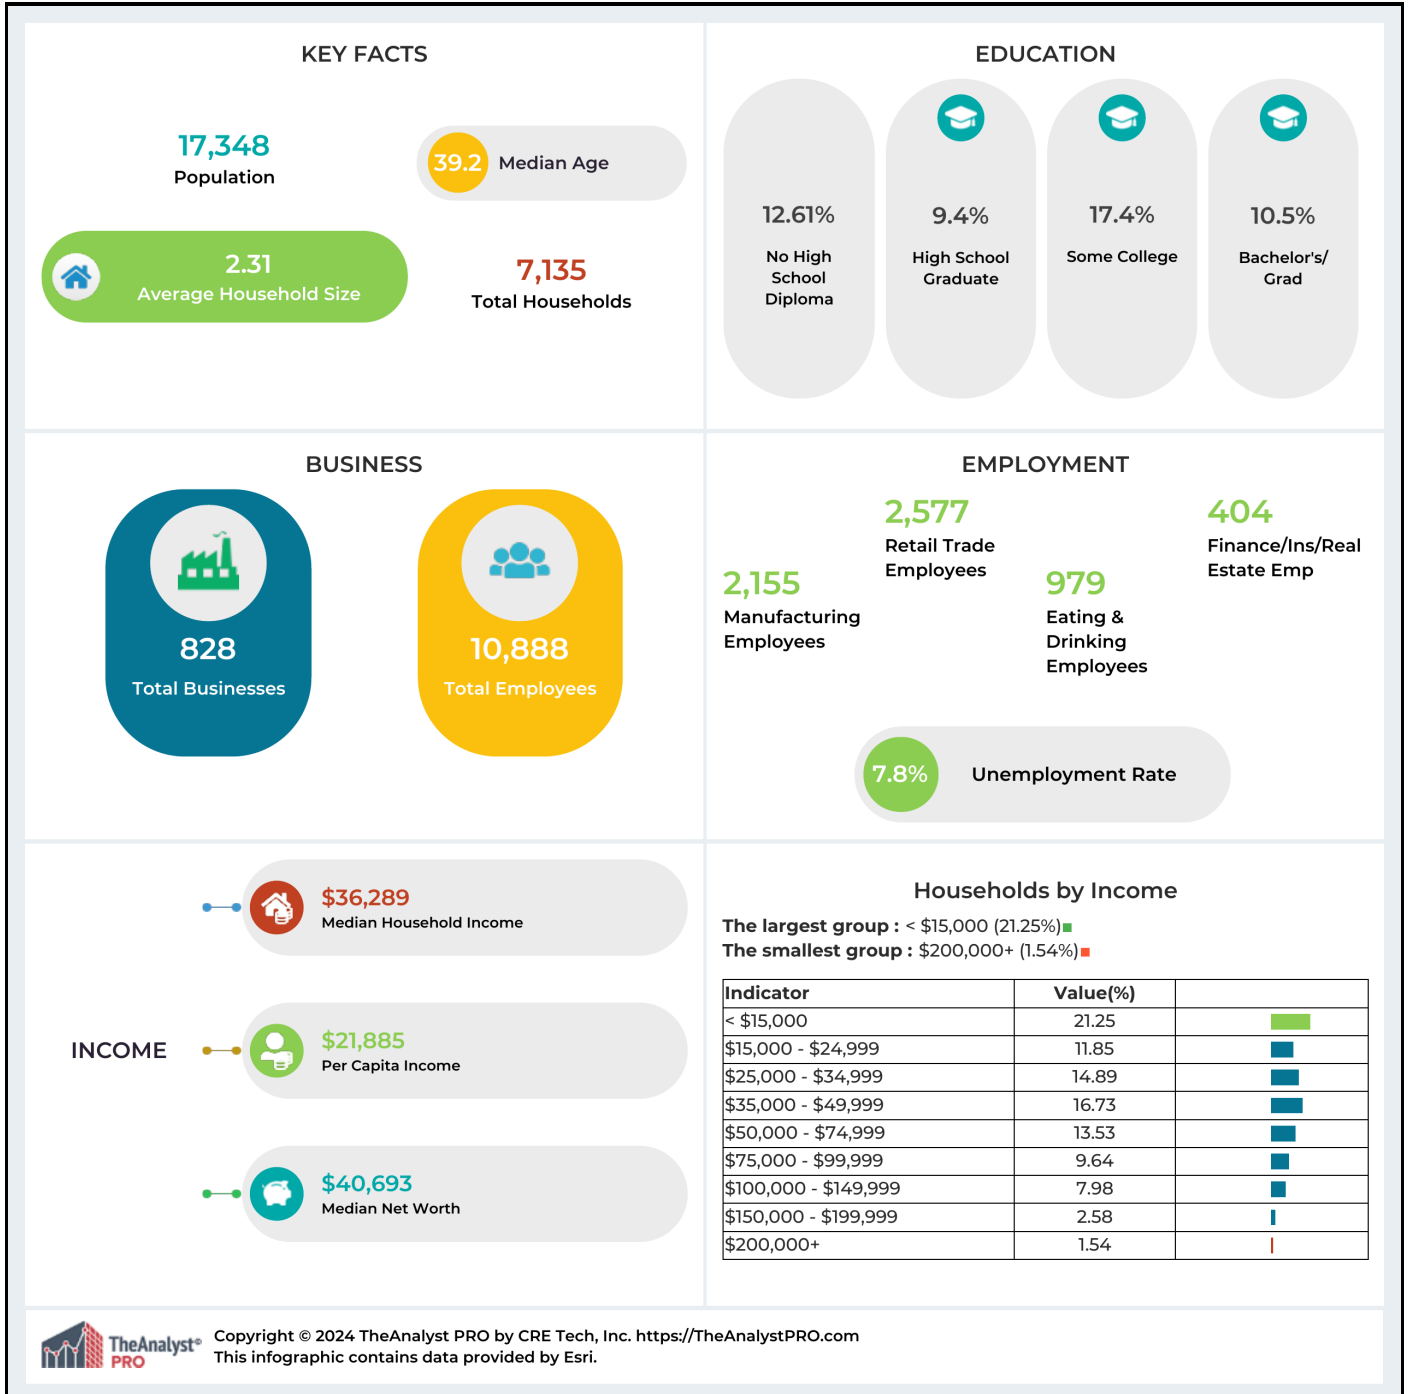 KEY FACTS
17,348
Population
39.2 Median Age
2.31
Average Household Size
7,135
Total Households
EDUCATION
12.61%
No High
School
Diploma
9.4%
High School
Graduate
17.4%
Some College
10.5%
Bachelor's/
Grad
BUSINESS
828
Total Businesses
10,888
Total Employees
EMPLOYMENT
2,155
Manufacturing
Employees
2,577
Retail Trade
Employees
979
Eating &
Drinking
Employees
404
Finance/Ins/Real
Estate Emp
7.8% Unemployment Rate
INCOME
$36,289
Median Household Income
$21,885
Per Capita Income
$40,693
Median Net Worth
Households by Income
The largest group : < $15,000 (21.25%)
The smallest group : $200,000+ (1.54%)
Indicator Value(%)
< $15,000 21.25
$15,000 - $24,999 11.85
$25,000 - $34,999 14.89
$35,000 - $49,999 16.73
$50,000 - $74,999 13.53
$75,000 - $99,999 9.64
$100,000 - $149,999 7.98
$150,000 - $199,999 2.58
$200,000+ 1.54
TheAnalyst®
PRO
Copyright © 2024 TheAnalyst PRO by CRE Tech, Inc. https://TheAnalystPRO.com
This infographic contains data provided by Esri.